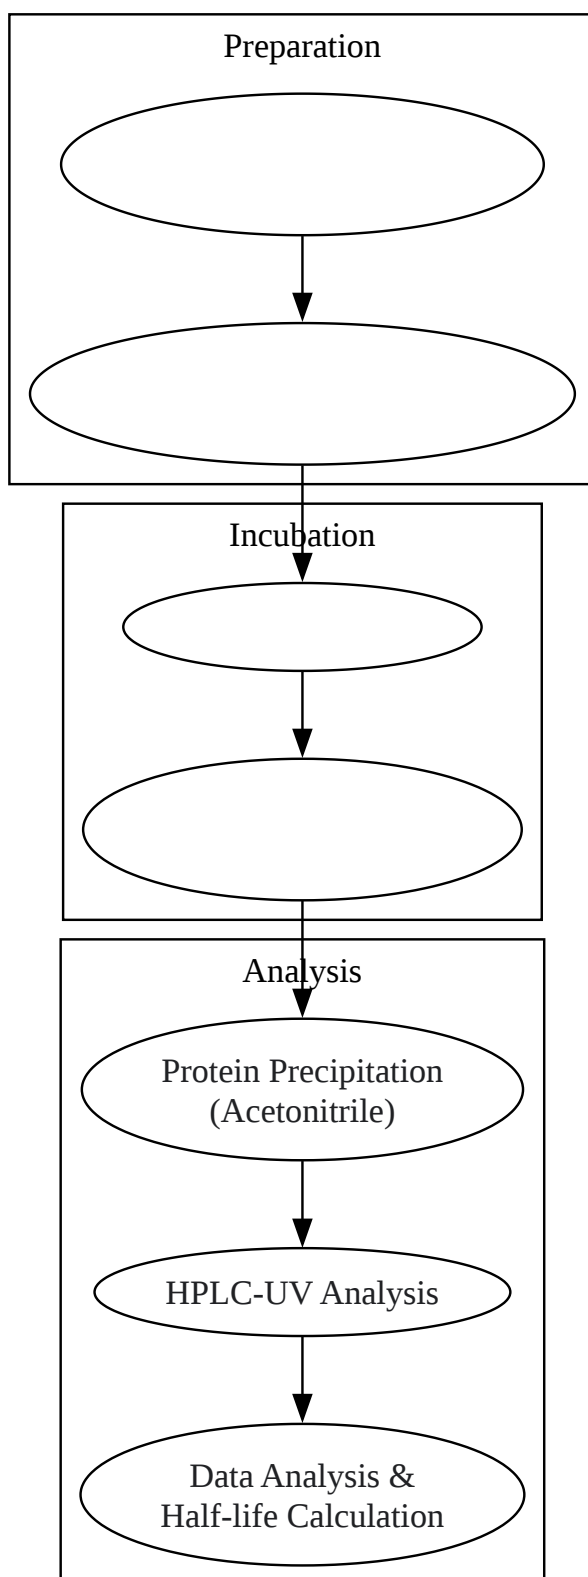 Preparation
Incubation
Analysis
Protein Precipitation
(Acetonitrile)
HPLC-UV Analysis
Data Analysis &
Half-life Calculation